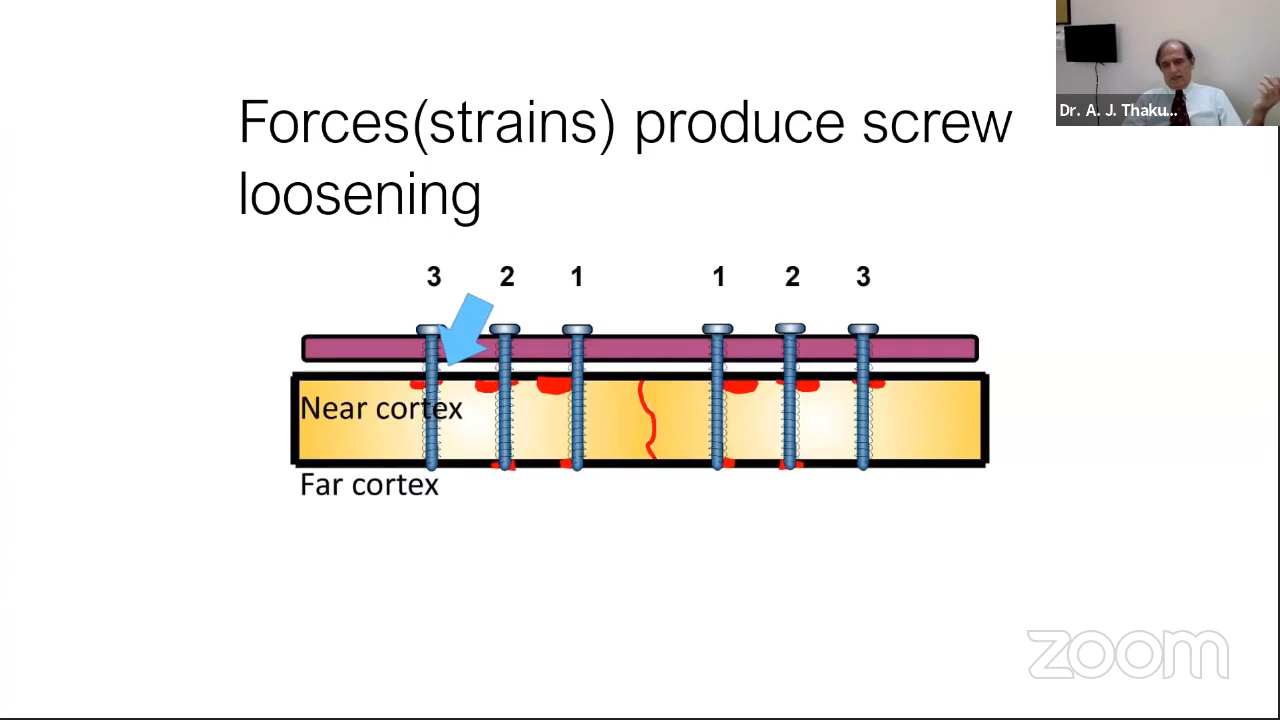 Forces(strains) produce screw
loosening
Dr. A. J. Thaku...
3 2 1 1 2 3
Near cortex
Far cortex
zoom